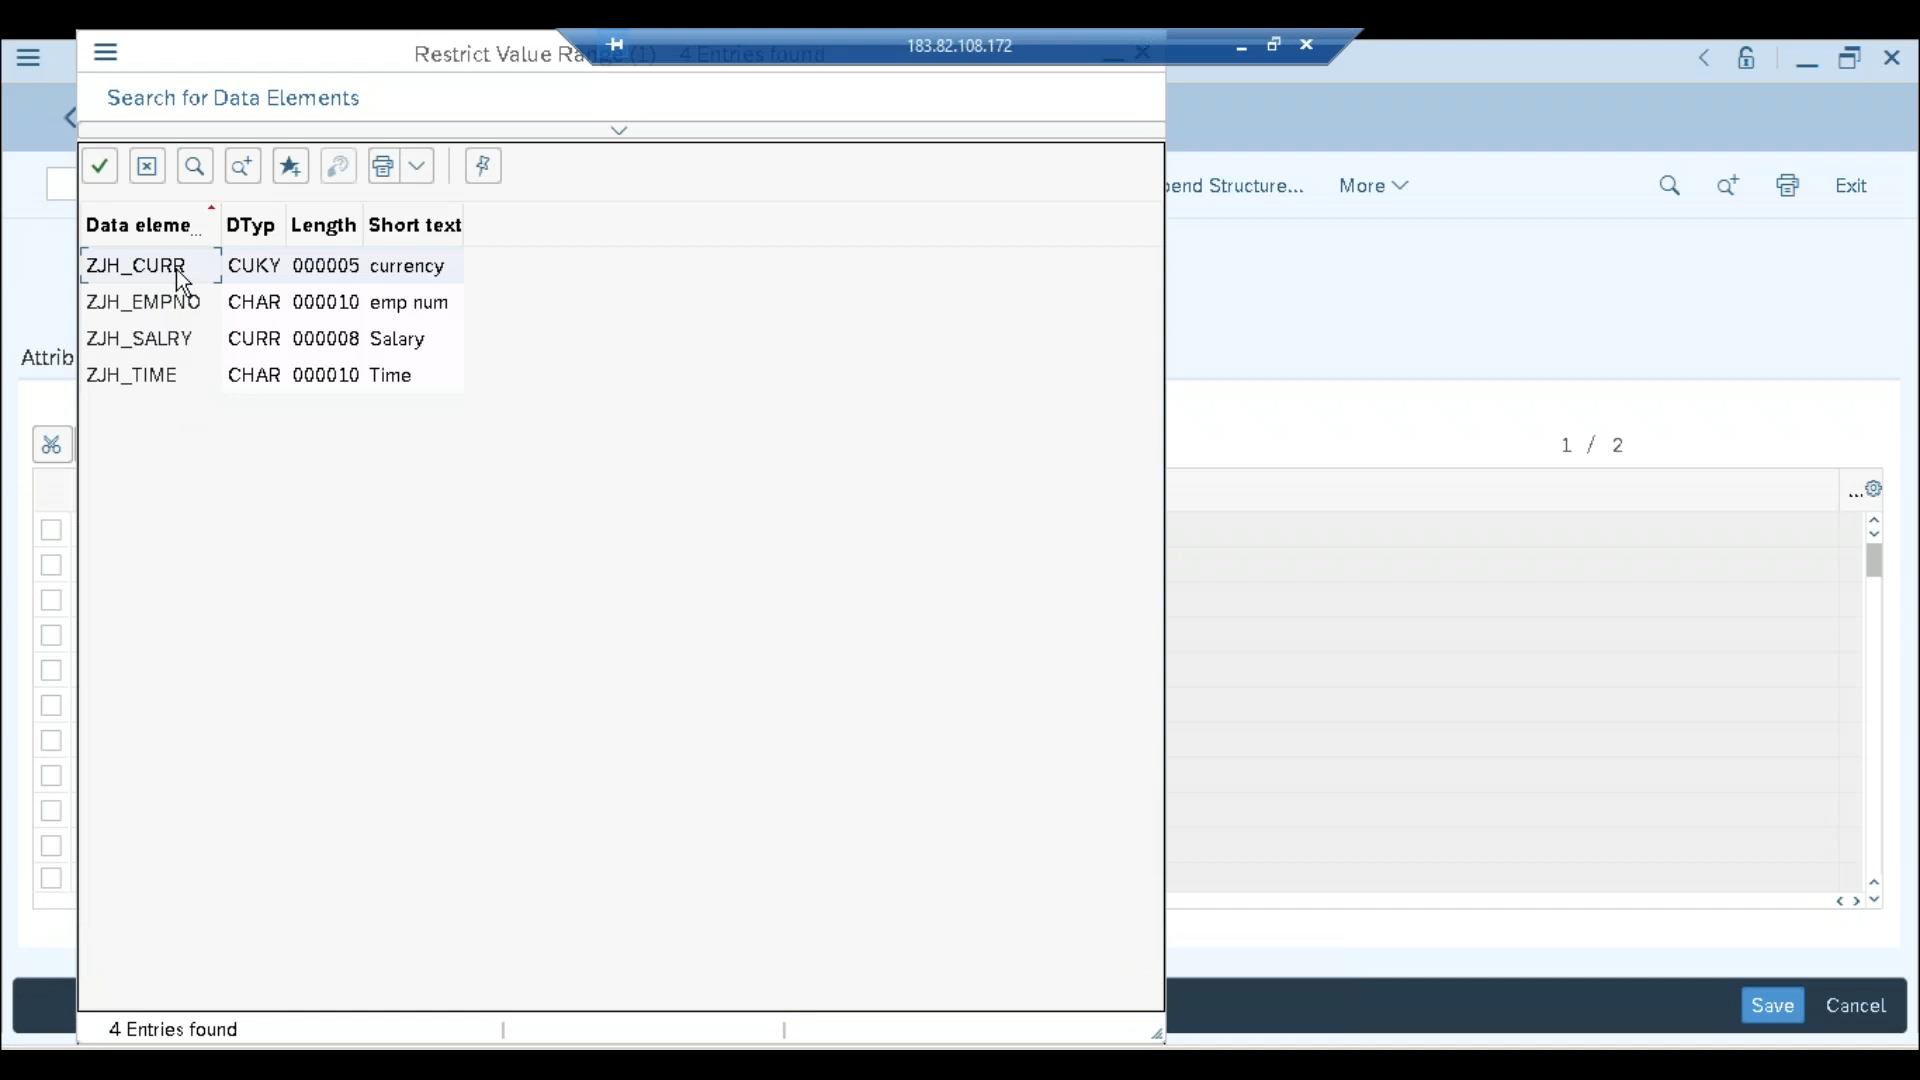 183.82.108.172
Restrict Value Range (1) 4 Entries found
Search for Data Elements
pend Structure... More Exit
Data eleme... DTyp Length Short text
ZJH_CURR CUKY 000005 currency
ZJH_EMPNO CHAR 000010 emp num
ZJH_SALRY CURR 000008 Salary
ZJH_TIME CHAR 000010 Time
Attrib
1 / 2
...
Save Cancel
4 Entries found